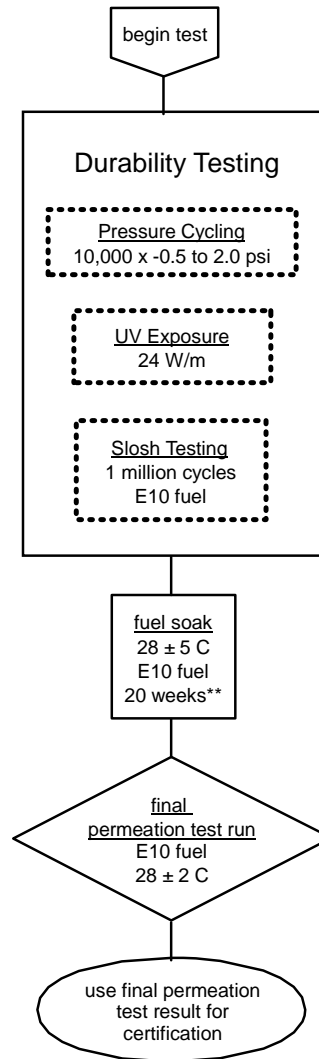 begin test
Durability Testing
Pressure Cycling
10,000 x -0.5 to 2.0 psi
UV Exposure
24 W/m
Slosh Testing
1 million cycles
E10 fuel
fuel soak
28 ± 5 C
E10 fuel
20 weeks**
final
permeation test run
E10 fuel
28 ± 2 C
use final permeation
test result for
certification